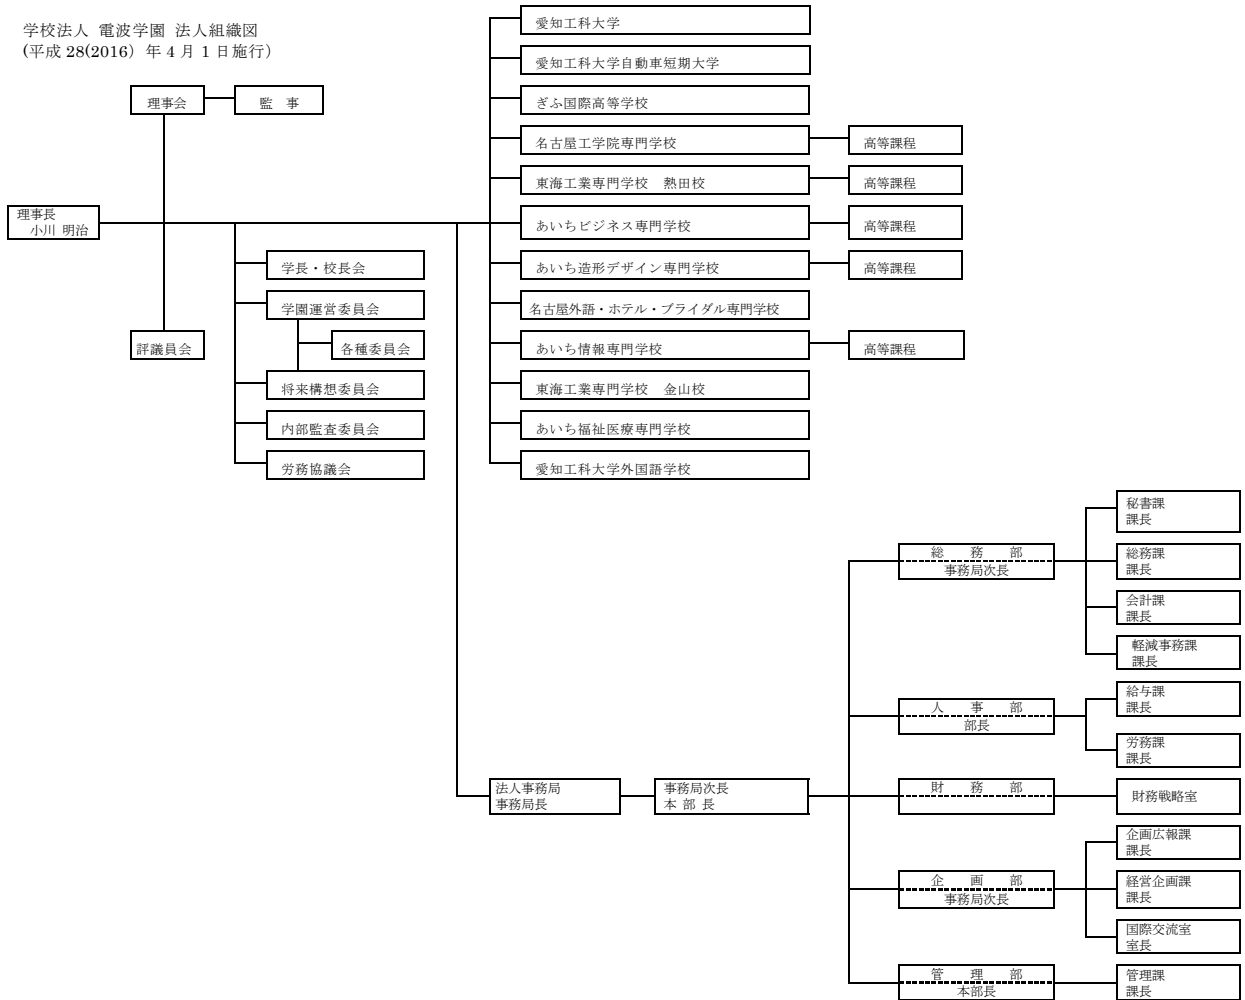 学校法人 電波学園 法人組織図
(平成 28(2016）年 4 月 1 日施行）
理事会
監　事
理事長
小川 明治
評議員会
学長・校長会
学園運営委員会
各種委員会
将来構想委員会
内部監査委員会
労務協議会
愛知工科大学
愛知工科大学自動車短期大学
ぎふ国際高等学校
名古屋工学院専門学校
高等課程
東海工業専門学校　熱田校
高等課程
あいちビジネス専門学校
高等課程
あいち造形デザイン専門学校
高等課程
名古屋外語・ホテル・ブライダル専門学校
あいち情報専門学校
高等課程
東海工業専門学校　金山校
あいち福祉医療専門学校
愛知工科大学外国語学校
法人事務局
事務局長
事務局次長
本 部 長
総　務　部
事務局次長
秘書課
課長
総務課
課長
会計課
課長
軽減事務課
課長
人　事　部
部長
給与課
課長
労務課
課長
財　務　部
財務戦略室
企　画　部
事務局次長
企画広報課
課長
経営企画課
課長
国際交流室
室長
管　理　部
本部長
管理課
課長